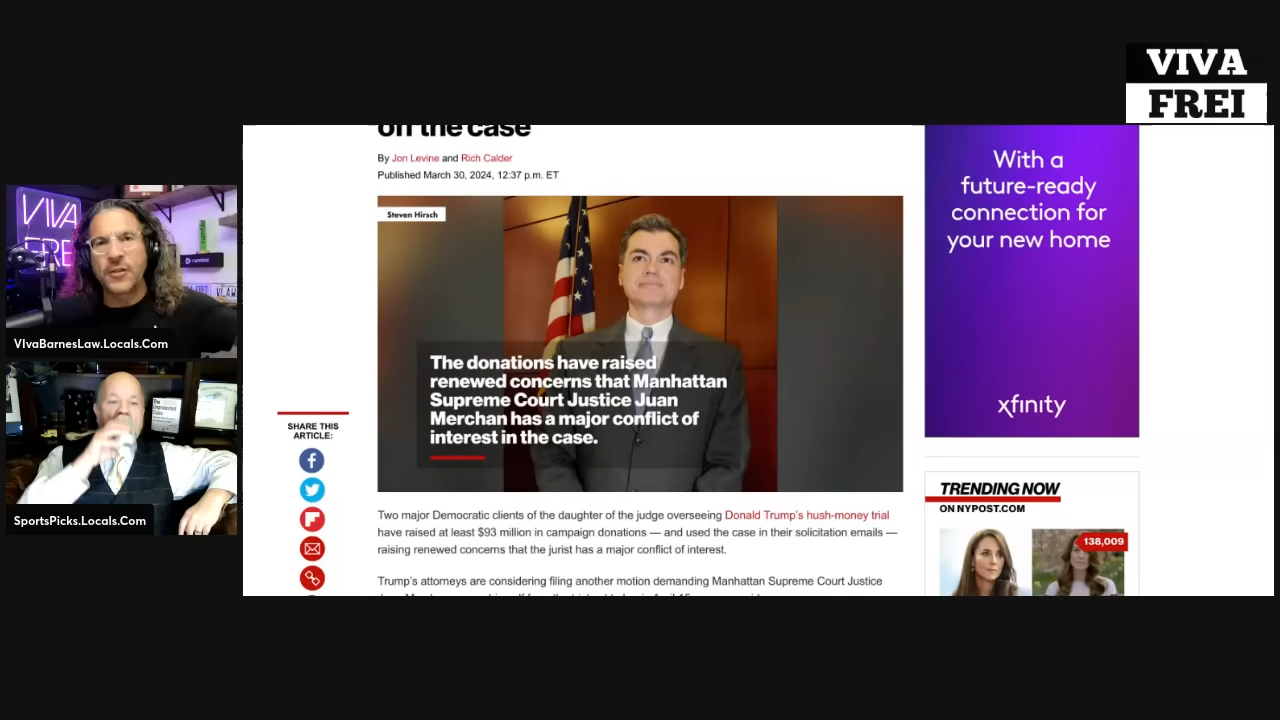 VIVA
FREI
on the case
By Jon Levine and Rich Calder
Published March 30, 2024, 12:37 p.m. ET
Steven Hirsch
The donations have raised
renewed concerns that Manhattan
Supreme Court Justice Juan
Merchan has a major conflict of
interest in the case.
SHARE THIS
ARTICLE:
Two major Democratic clients of the daughter of the judge overseeing Donald Trump's hush-money trial
have raised at least $93 million in campaign donations — and used the case in their solicitation emails —
raising renewed concerns that the jurist has a major conflict of interest.
Trump's attorneys are considering filing another motion demanding Manhattan Supreme Court Justice
With a
future-ready
connection for
your new home
xfinity
TRENDING NOW
ON NYPOST.COM
138,009
VIVA
FRE
rumble
VIvaBarnesLaw.Locals.Com
SportsPicks.Locals.Com